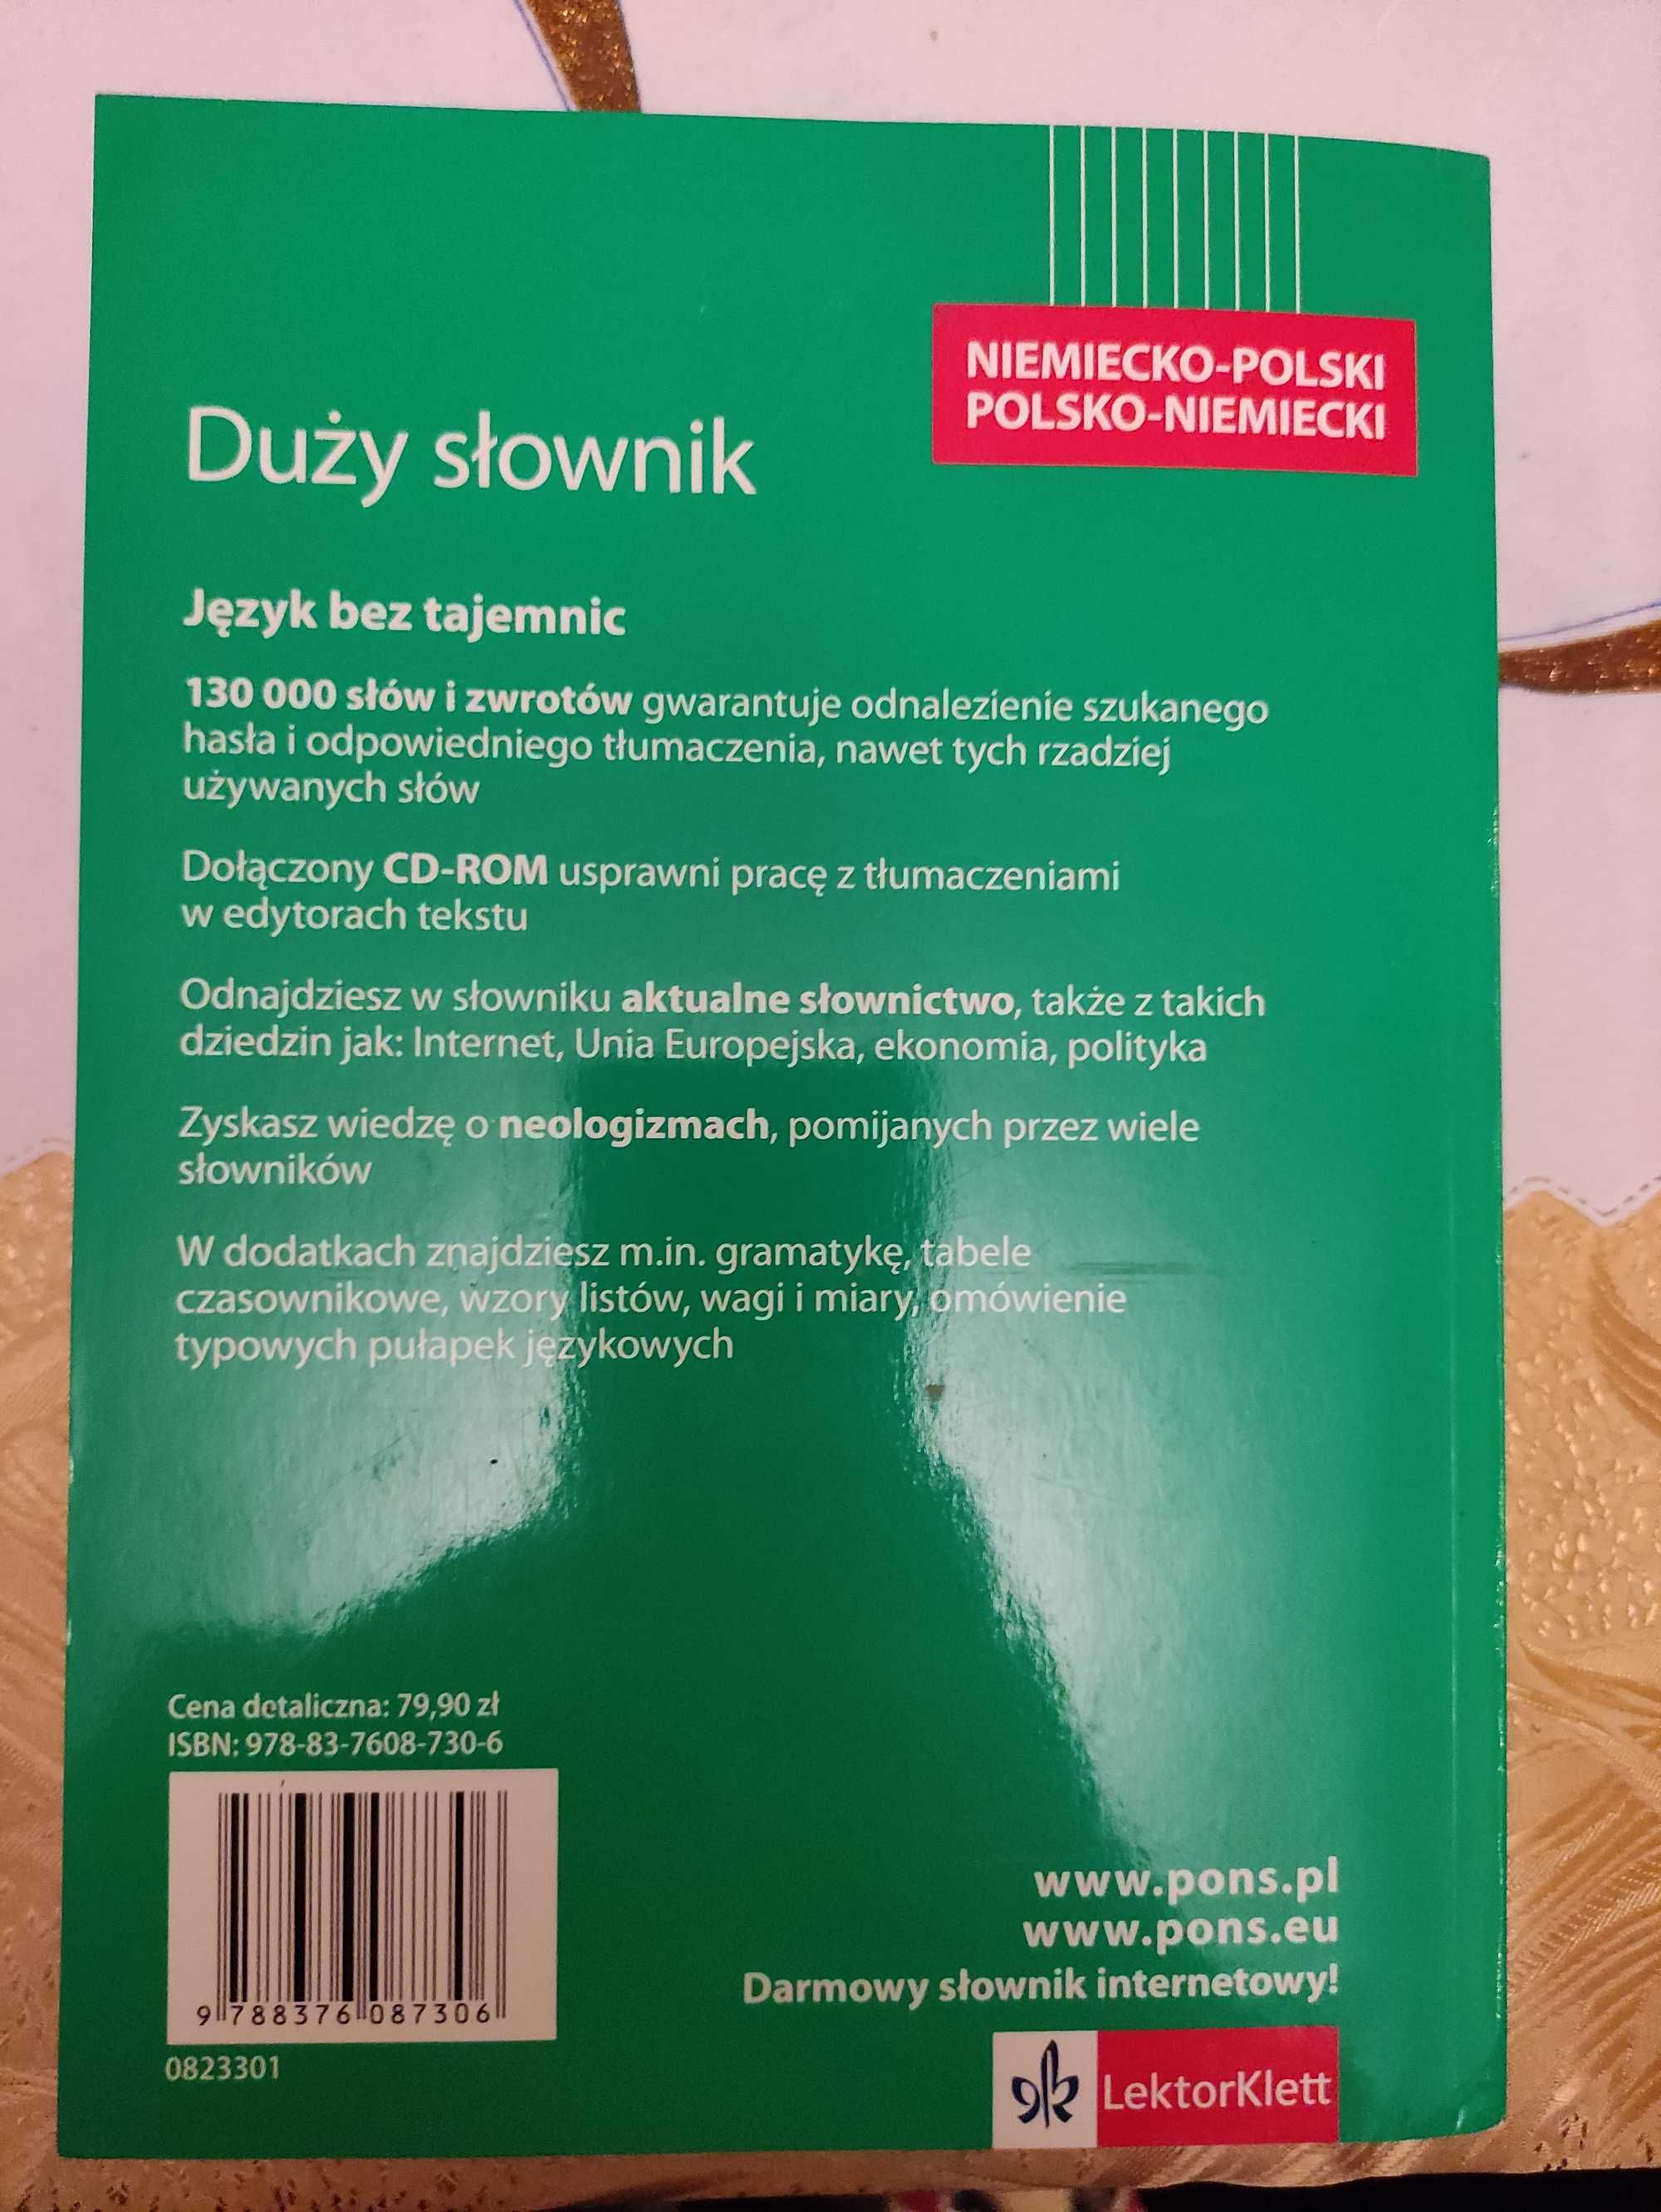 NIEMIECKO-POLSKI
POLSKO-NIEMIECKI
Duży słownik
Język bez tajemnic
130 000 słów i zwrotów gwarantuje odnalezienie szukanego
hasła i odpowiedniego tłumaczenia, nawet tych rzadziej
używanych słów
Dołączony CD-ROM usprawni pracę z tłumaczeniami
w edytorach tekstu
Odnajdziesz w słowniku aktualne słownictwo, także z takich
dziedzin jak: Internet, Unia Europejska, ekonomia, polityka
Zyskasz wiedzę o neologizmach, pomijanych przez wiele
słowników
W dodatkach znajdziesz m.in. gramatykę, tabele
czasownikowe, wzory listów, wagi i miary, omówienie
typowych pułapek językowych
Cena detaliczna: 79,90 zł
ISBN: 978-83-7608-730-6
9 788376 087306
0823301
www.pons.pl
www.pons.eu
Darmowy słownik internetowy!
LektorKlett